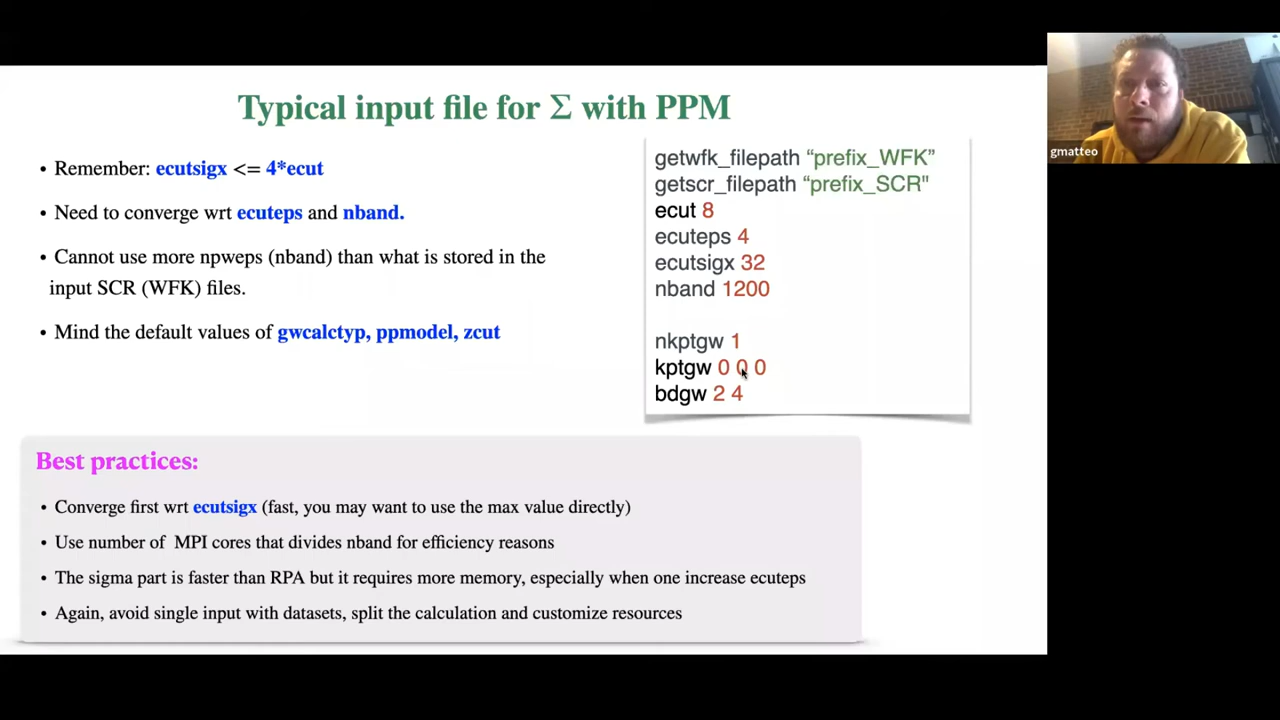 Typical input file for Σ with PPM
• Remember: ecutsigx <= 4*ecut
• Need to converge wrt ecuteps and nband.
• Cannot use more npweps (nband) than what is stored in the
input SCR (WFK) files.
• Mind the default values of gwcalctyp, ppmodel, zcut
getwfk_filepath “prefix_WFK”
getscr_filepath “prefix_SCR"
ecut 8
ecuteps 4
ecutsigx 32
nband 1200
nkptgw 1
kptgw 0 0 0
bdgw 2 4
Best practices:
• Converge first wrt ecutsigx (fast, you may want to use the max value directly)
• Use number of MPI cores that divides nband for efficiency reasons
• The sigma part is faster than RPA but it requires more memory, especially when one increase ecuteps
• Again, avoid single input with datasets, split the calculation and customize resources
gmatteo